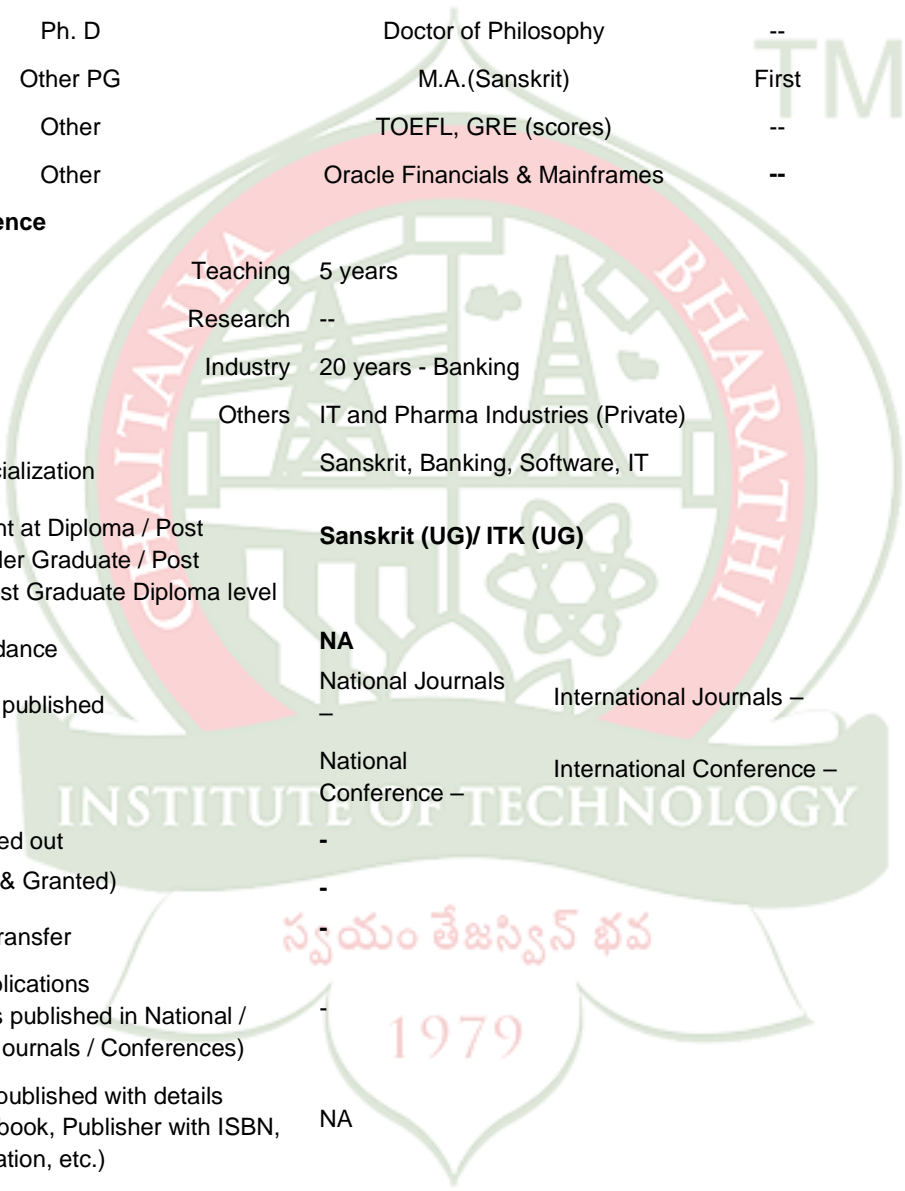 Ph. D Doctor of Philosophy --
TM
Other PG M.A.(Sanskrit) First
Other TOEFL, GRE (scores) --
Other Oracle Financials & Mainframes --
ence
Teaching 5 years
Research --
Industry 20 years - Banking
Others IT and Pharma Industries (Private)
cialization Sanskrit, Banking, Software, IT
nt at Diploma / Post
der Graduate / Post
st Graduate Diploma level
Sanskrit (UG)/ ITK (UG)
dance NA
published
National Journals
–
International Journals –
National
Conference –
International Conference –
CHAITANYA BHARATHI
INSTITUTE OF TECHNOLOGY
ed out -
& Granted) -
ransfer -
స్వయం తేజస్విన్ భవ
1979
plications
s published in National /
ournals / Conferences)
-
published with details
book, Publisher with ISBN,
ation, etc.)
NA